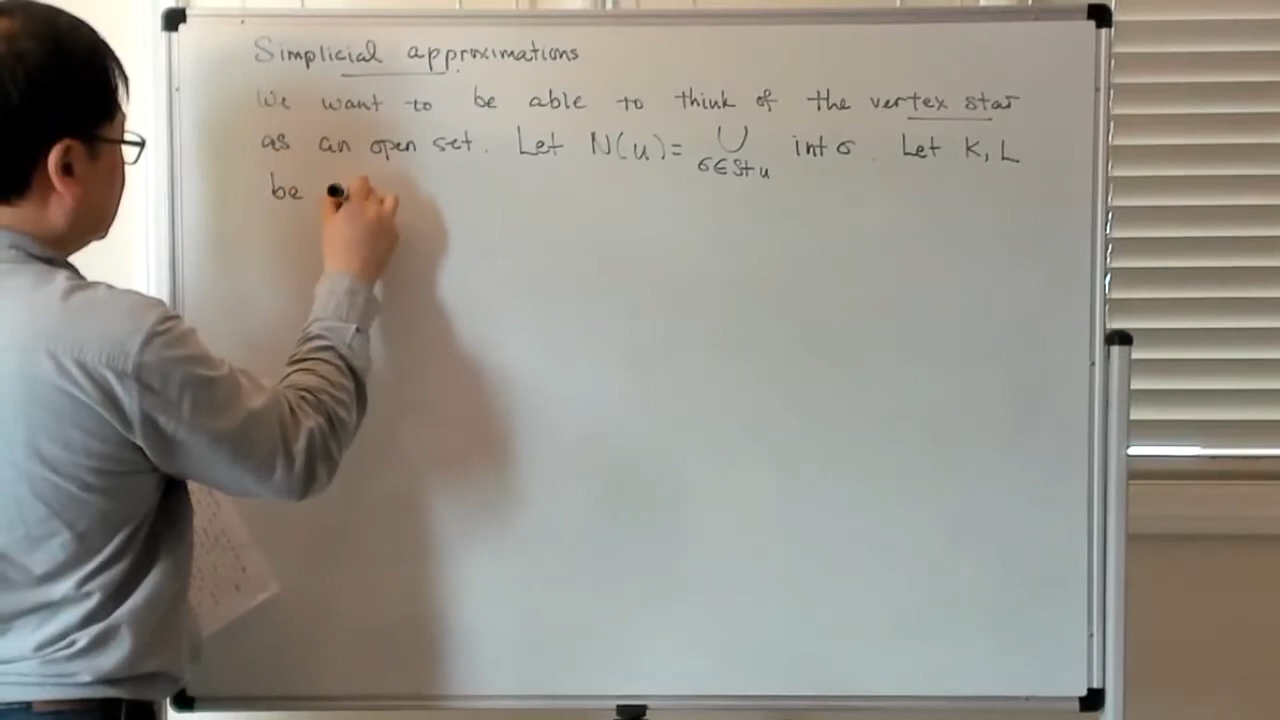 Simplicial approximations
We want to be able to think of the vertex star
as an open set. Let N(u) = ∪ int σ. Let K, L
σ ∈ St u
be